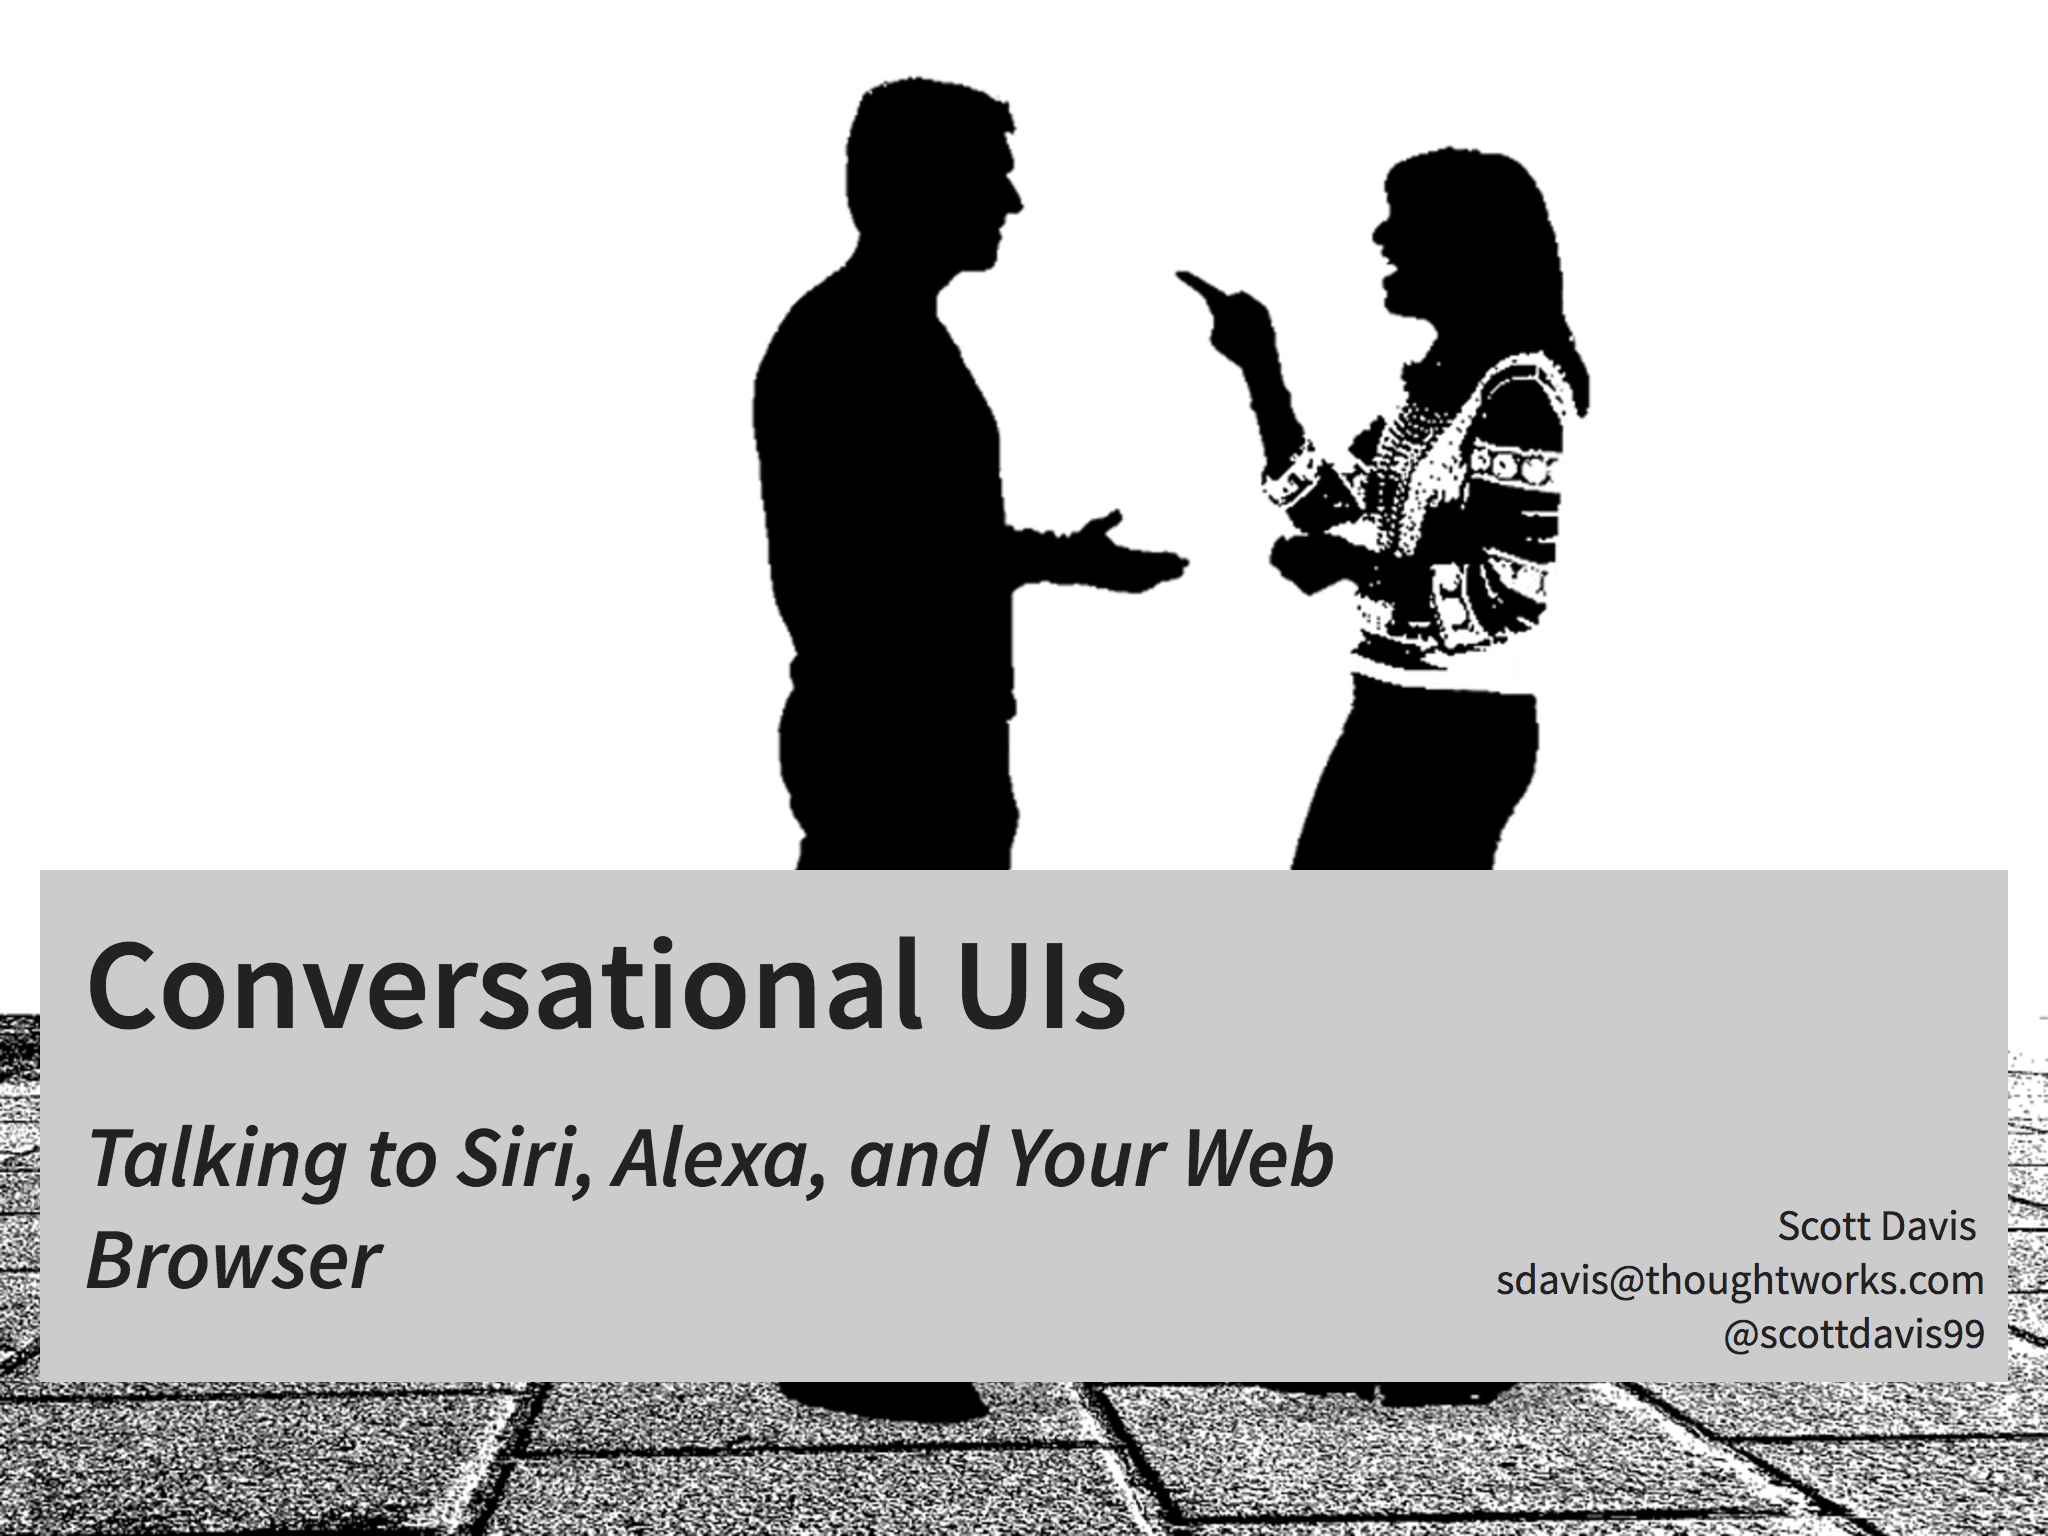 Conversational UIs
Talking to Siri, Alexa, and Your Web
Browser
Scott Davis
sdavis@thoughtworks.com
@scottdavis99